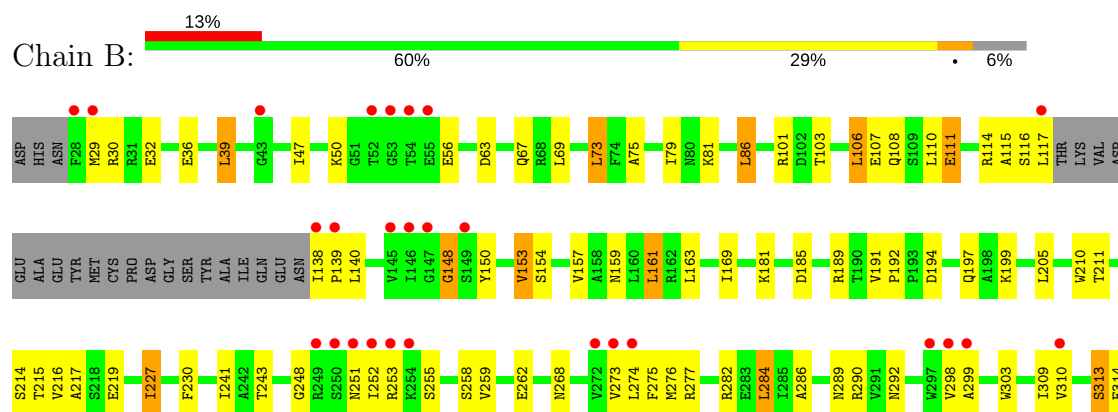 13%
Chain B:
60% 29% • 6%
ASP HIS ASN F28 M29 R30 R31 E32 E36 L39 G43 I47 K50 G51 T52 G53 T54 E55 E56 D63 Q67 R68 L69 L73 F74 A75 I79 N80 K81 L86 R101 D102 T103 L106 E107 Q108 S109 L110 E111 R114 A115 S116 L117 THR LYS VAL ASP
GLU ALA GLU TYR MET CYS PRO ASP GLY SER TYR ALA ILE GLN GLU ASN I138 P139 L140 V145 I146 G147 G148 S149 Y150 V153 S154 V157 A158 N159 L160 L161 R162 L163 I169 K181 D185 R189 T190 V191 P192 P193 D194 Q197 A198 K199 L205 W210 T211
S214 T215 V216 A217 S218 E219 I227 F230 I241 A242 T243 G248 R249 S250 N251 I252 R253 K254 S255 S258 V259 E262 N268 V272 V273 L274 F275 M276 R277 R282 E283 L284 I285 A286 N289 R290 V291 N292 W297 V298 A299 W303 I309 V310 S313